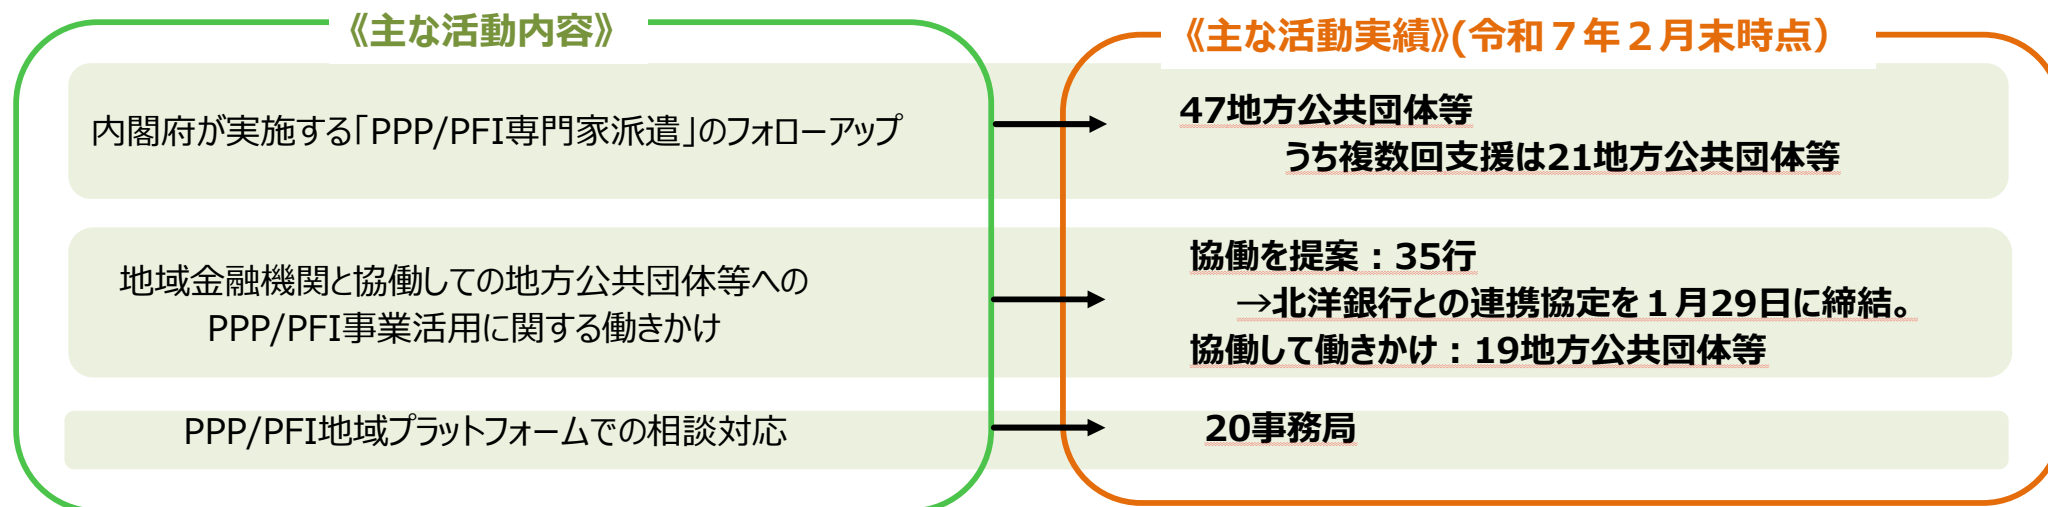 《主な活動内容》
《主な活動実績》(令和７年２月末時点）
内閣府が実施する「PPP/PFI専門家派遣」のフォローアップ
47地方公共団体等
うち複数回支援は21地方公共団体等
地域金融機関と協働しての地方公共団体等への
PPP/PFI事業活用に関する働きかけ
協働を提案：35行
→北洋銀行との連携協定を１月29日に締結。
協働して働きかけ：19地方公共団体等
PPP/PFI地域プラットフォームでの相談対応
20事務局